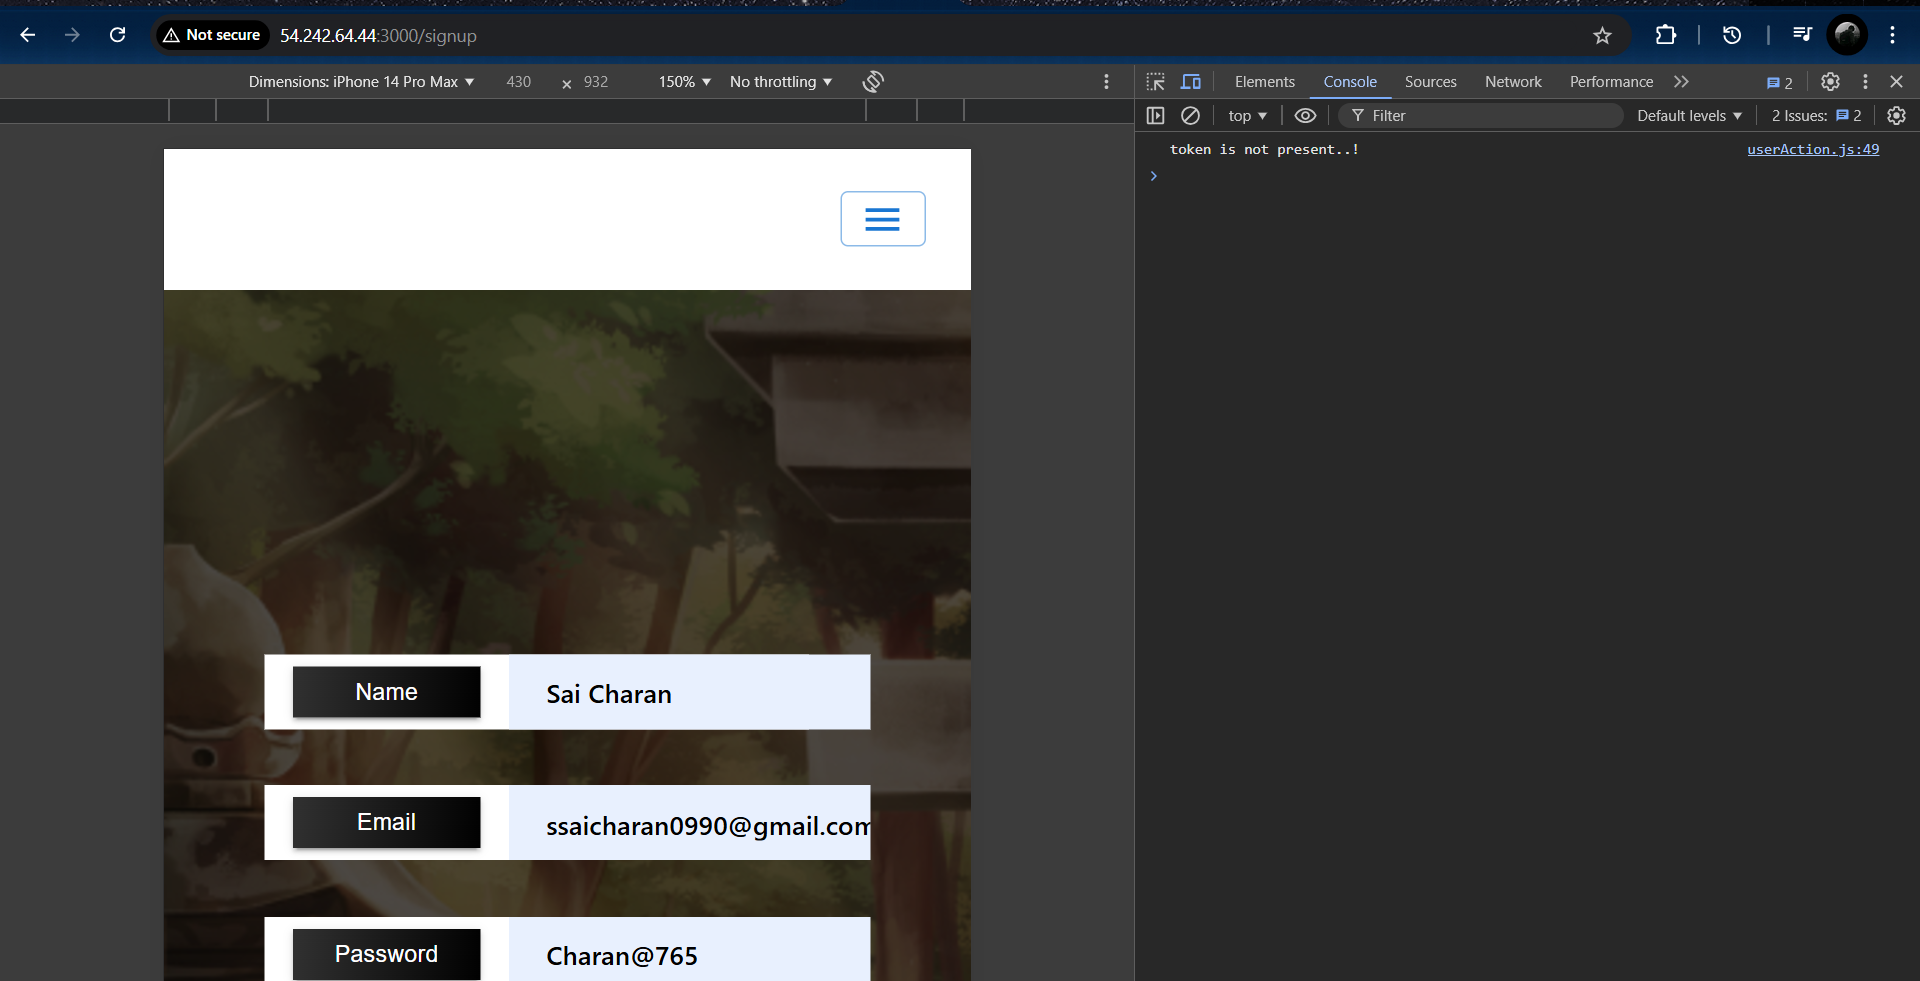 Not secure 54.242.64.44:3000/signup
Dimensions: iPhone 14 Pro Max 430 × 932 150% No throttling
Elements Console Sources Network Performance 2
top Filter Default levels 2 Issues: 2
token is not present..! userAction.js:49
Name Sai Charan
Email ssaicharan0990@gmail.com
Password Charan@765